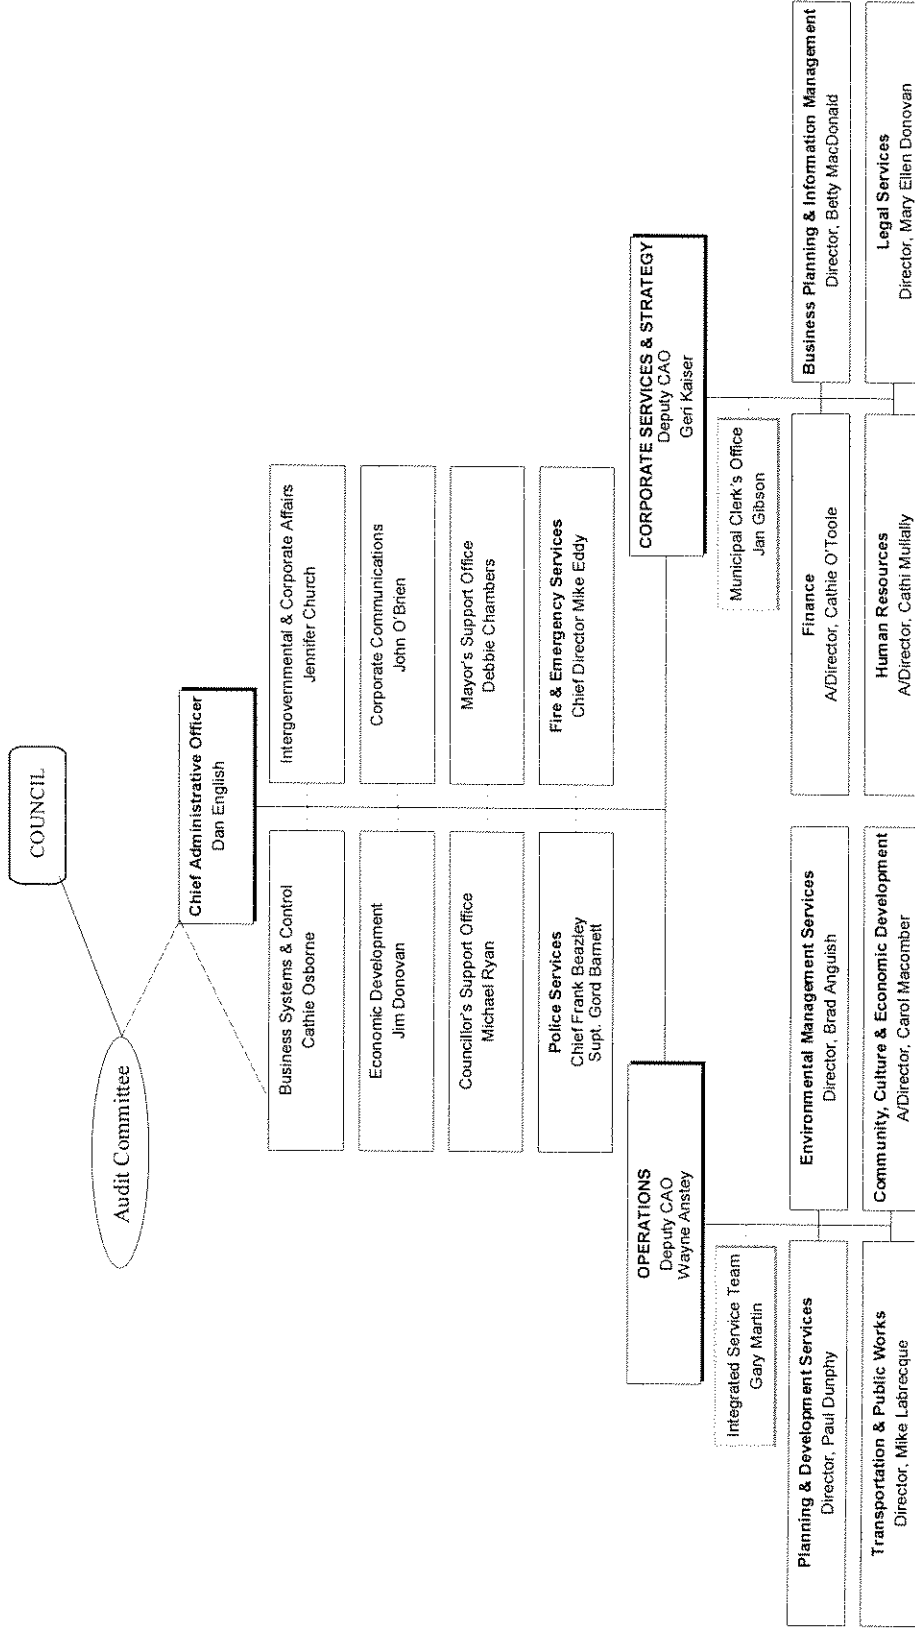 COUNCIL
Audit Committee
Chief Administrative Officer
Dan English
Business Systems & Control
Cathie Osborne
Intergovernmental & Corporate Affairs
Jennifer Church
Economic Development
Jim Donovan
Corporate Communications
John O'Brien
Councillor's Support Office
Michael Ryan
Mayor's Support Office
Debbie Chambers
Police Services
Chief Frank Beazley
Supt. Gord Barnett
Fire & Emergency Services
Chief Director Mike Eddy
OPERATIONS
Deputy CAO
Wayne Anstey
CORPORATE SERVICES & STRATEGY
Deputy CAO
Geri Kaiser
Integrated Service Team
Gary Martin
Municipal Clerk's Office
Jan Gibson
Planning & Development Services
Director, Paul Dunphy
Environmental Management Services
Director, Brad Anguish
Finance
A/Director, Cathie O'Toole
Business Planning & Information Management
Director, Betty MacDonald
Transportation & Public Works
Director, Mike Labrecque
Community, Culture & Economic Development
A/Director, Carol Macomber
Human Resources
A/Director, Cathi Mullally
Legal Services
Director, Mary Ellen Donovan